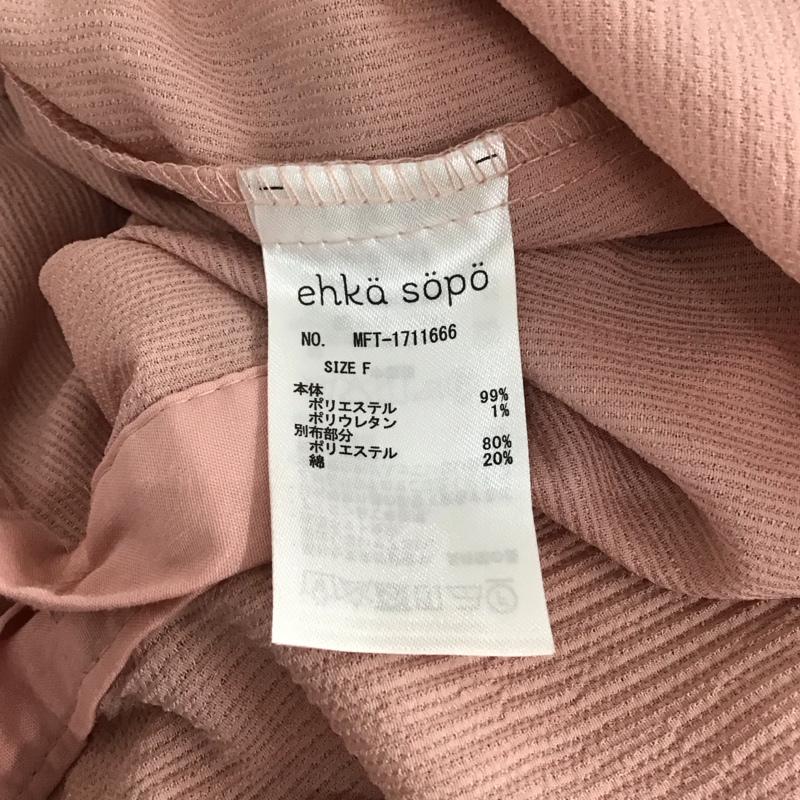 ehkä söpö
NO. MFT-1711666
SIZE F
本体
ポリエステル 99%
ポリウレタン 1%
別布部分
ポリエステル 80%
綿 20%